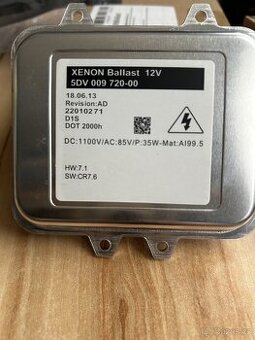 XENON Ballast 12V
5DV 009 720-00
18.06.13
Revision:AD
22010271
D1S
DOT 2000h
DC:1100V/AC:85V/P:35W-Mat:Al99.5
HW:7.1
SW:CR7.6